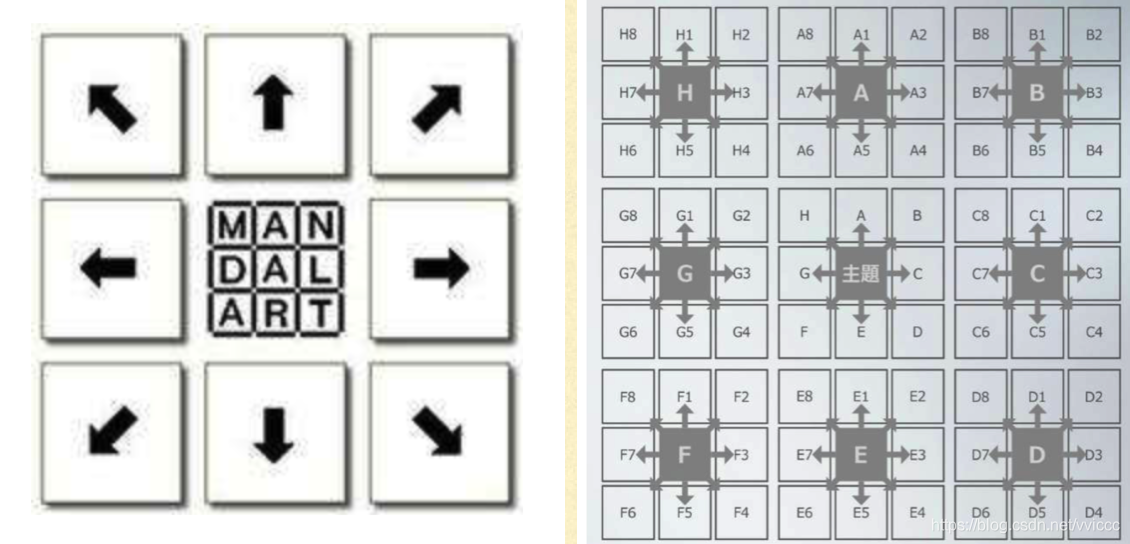 MAN
DAL
ART
H8 H1 H2 A8 A1 A2 B8 B1 B2
H7 H H3 A7 A A3 B7 B B3
H6 H5 H4 A6 A5 A4 B6 B5 B4
G8 G1 G2 H A B C8 C1 C2
G7 G G3 G 主題 C C7 C C3
G6 G5 G4 F E D C6 C5 C4
F8 F1 F2 E8 E1 E2 D8 D1 D2
F7 F F3 E7 E E3 D7 D D3
F6 F5 F4 E6 E5 E4 D6 D5 D4
https://blog.csdn.net/vviccc